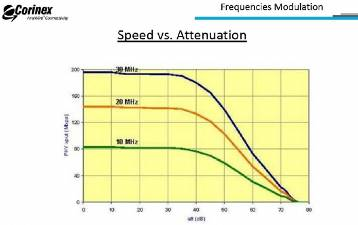 Corinex
Frequencies Modulation
Speed vs. Attenuation
200
160
120
80
40
0
30 MHz
20 MHz
10 MHz
0 10 20 30 40 50 60 70 80
att (dB)